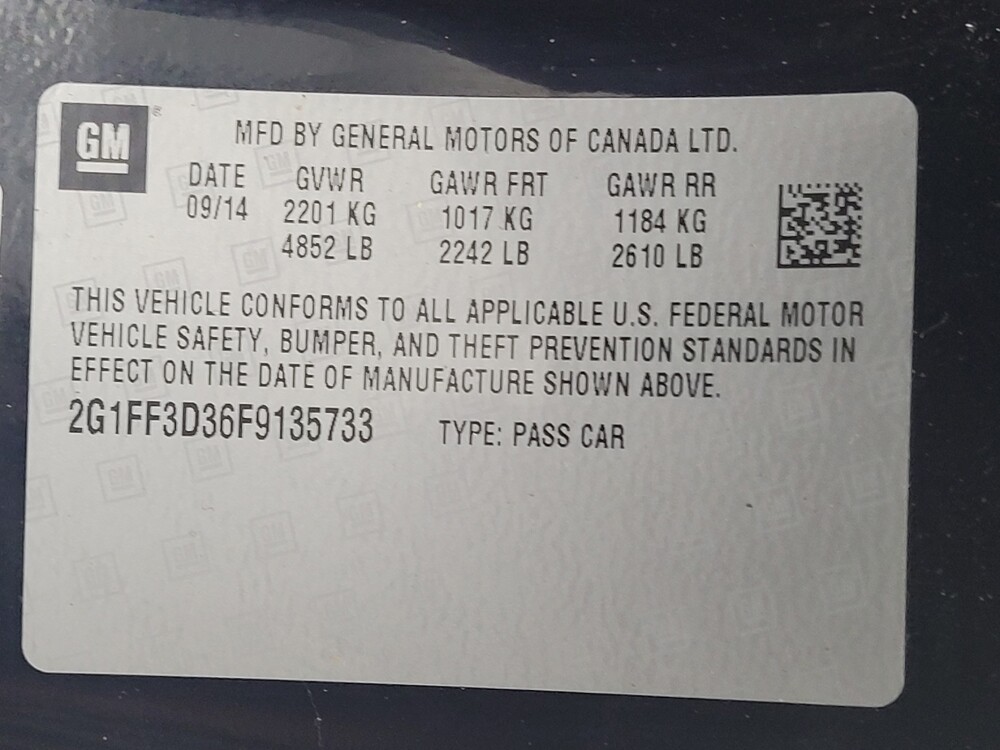 GM
MFD BY GENERAL MOTORS OF CANADA LTD.
DATE GVWR GAWR FRT GAWR RR
09/14 2201 KG 1017 KG 1184 KG
4852 LB 2242 LB 2610 LB
THIS VEHICLE CONFORMS TO ALL APPLICABLE U.S. FEDERAL MOTOR
VEHICLE SAFETY, BUMPER, AND THEFT PREVENTION STANDARDS IN
EFFECT ON THE DATE OF MANUFACTURE SHOWN ABOVE.
2G1FF3D36F9135733 TYPE: PASS CAR